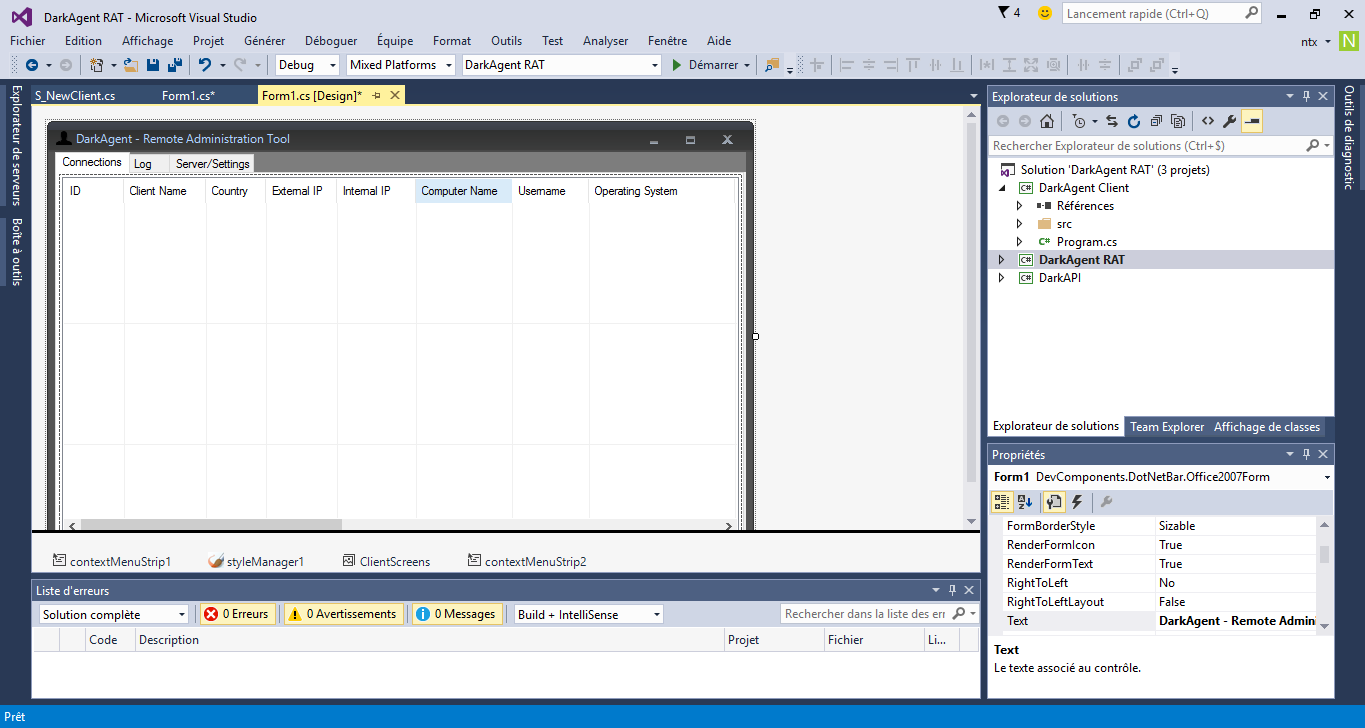 DarkAgent RAT - Microsoft Visual Studio
4
Lancement rapide (Ctrl+Q)
Fichier Edition Affichage Projet Générer Déboguer Équipe Format Outils Test Analyser Fenêtre Aide
ntx
N
Debug
Mixed Platforms
DarkAgent RAT
Démarrer
Explorateur de serveurs
Boîte à outils
S_NewClient.cs
Form1.cs*
Form1.cs [Design]*
DarkAgent - Remote Administration Tool
Connections Log Server/Settings
ID Client Name Country External IP Internal IP Computer Name Username Operating System
contextMenuStrip1 styleManager1 ClientScreens contextMenuStrip2
Liste d'erreurs
Solution complète
0 Erreurs
0 Avertissements
0 Messages
Build + IntelliSense
Rechercher dans la liste des err
Code Description Projet Fichier Li...
Explorateur de solutions
Rechercher Explorateur de solutions (Ctrl+$)
Solution 'DarkAgent RAT' (3 projets)
C# DarkAgent Client
Références
src
C# Program.cs
C# DarkAgent RAT
C# DarkAPI
Explorateur de solutions Team Explorer Affichage de classes
Propriétés
Form1 DevComponents.DotNetBar.Office2007Form
FormBorderStyle Sizable
RenderFormIcon True
RenderFormText True
RightToLeft No
RightToLeftLayout False
Text DarkAgent - Remote Admin
Text
Le texte associé au contrôle.
Outils de diagnostic
Prêt